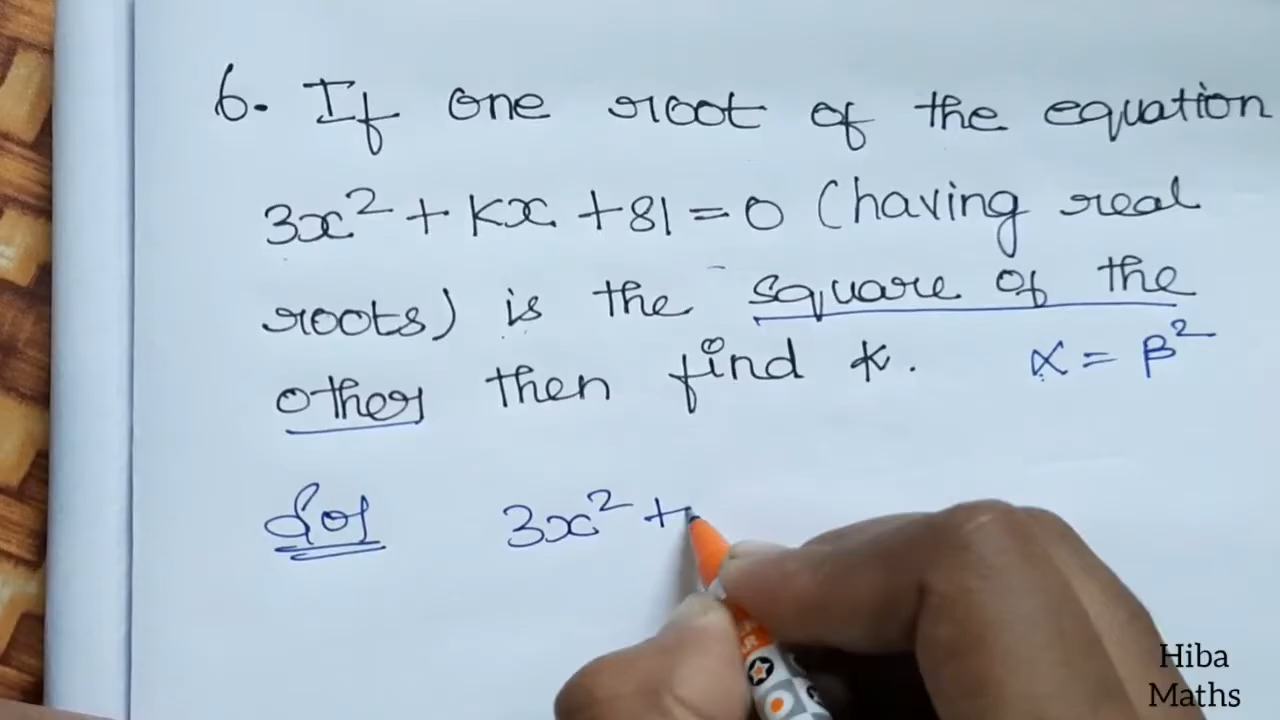 6. If one root of the equation
3x² + Kx + 81 = 0 (having real
roots) is the square of the
other then find K.
α = β²
Sol 3x² +
Hiba
Maths